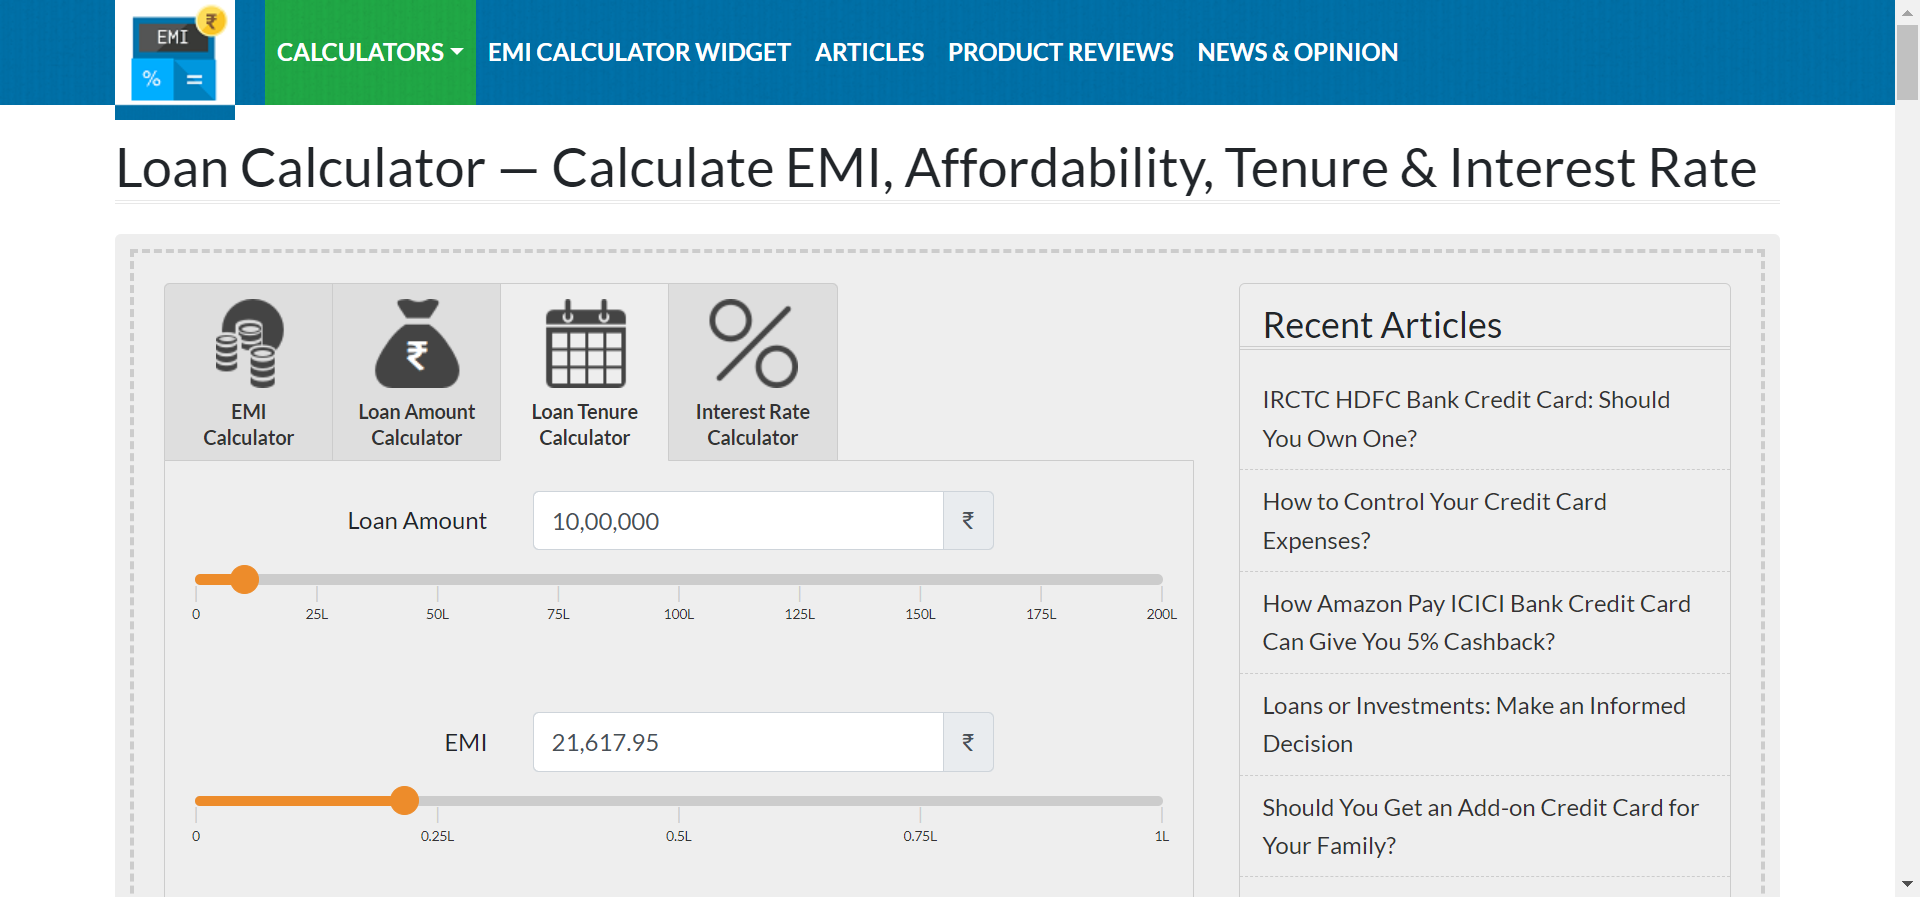 EMI
₹
%
=
CALCULATORS EMI CALCULATOR WIDGET ARTICLES PRODUCT REVIEWS NEWS & OPINION
Loan Calculator — Calculate EMI, Affordability, Tenure & Interest Rate
₹
EMI
Calculator
Loan Amount
Calculator
Loan Tenure
Calculator
Interest Rate
Calculator
Loan Amount 10,00,000 ₹
0 25L 50L 75L 100L 125L 150L 175L 200L
EMI 21,617.95 ₹
0 0.25L 0.5L 0.75L 1L
Recent Articles
IRCTC HDFC Bank Credit Card: Should
You Own One?
How to Control Your Credit Card
Expenses?
How Amazon Pay ICICI Bank Credit Card
Can Give You 5% Cashback?
Loans or Investments: Make an Informed
Decision
Should You Get an Add-on Credit Card for
Your Family?